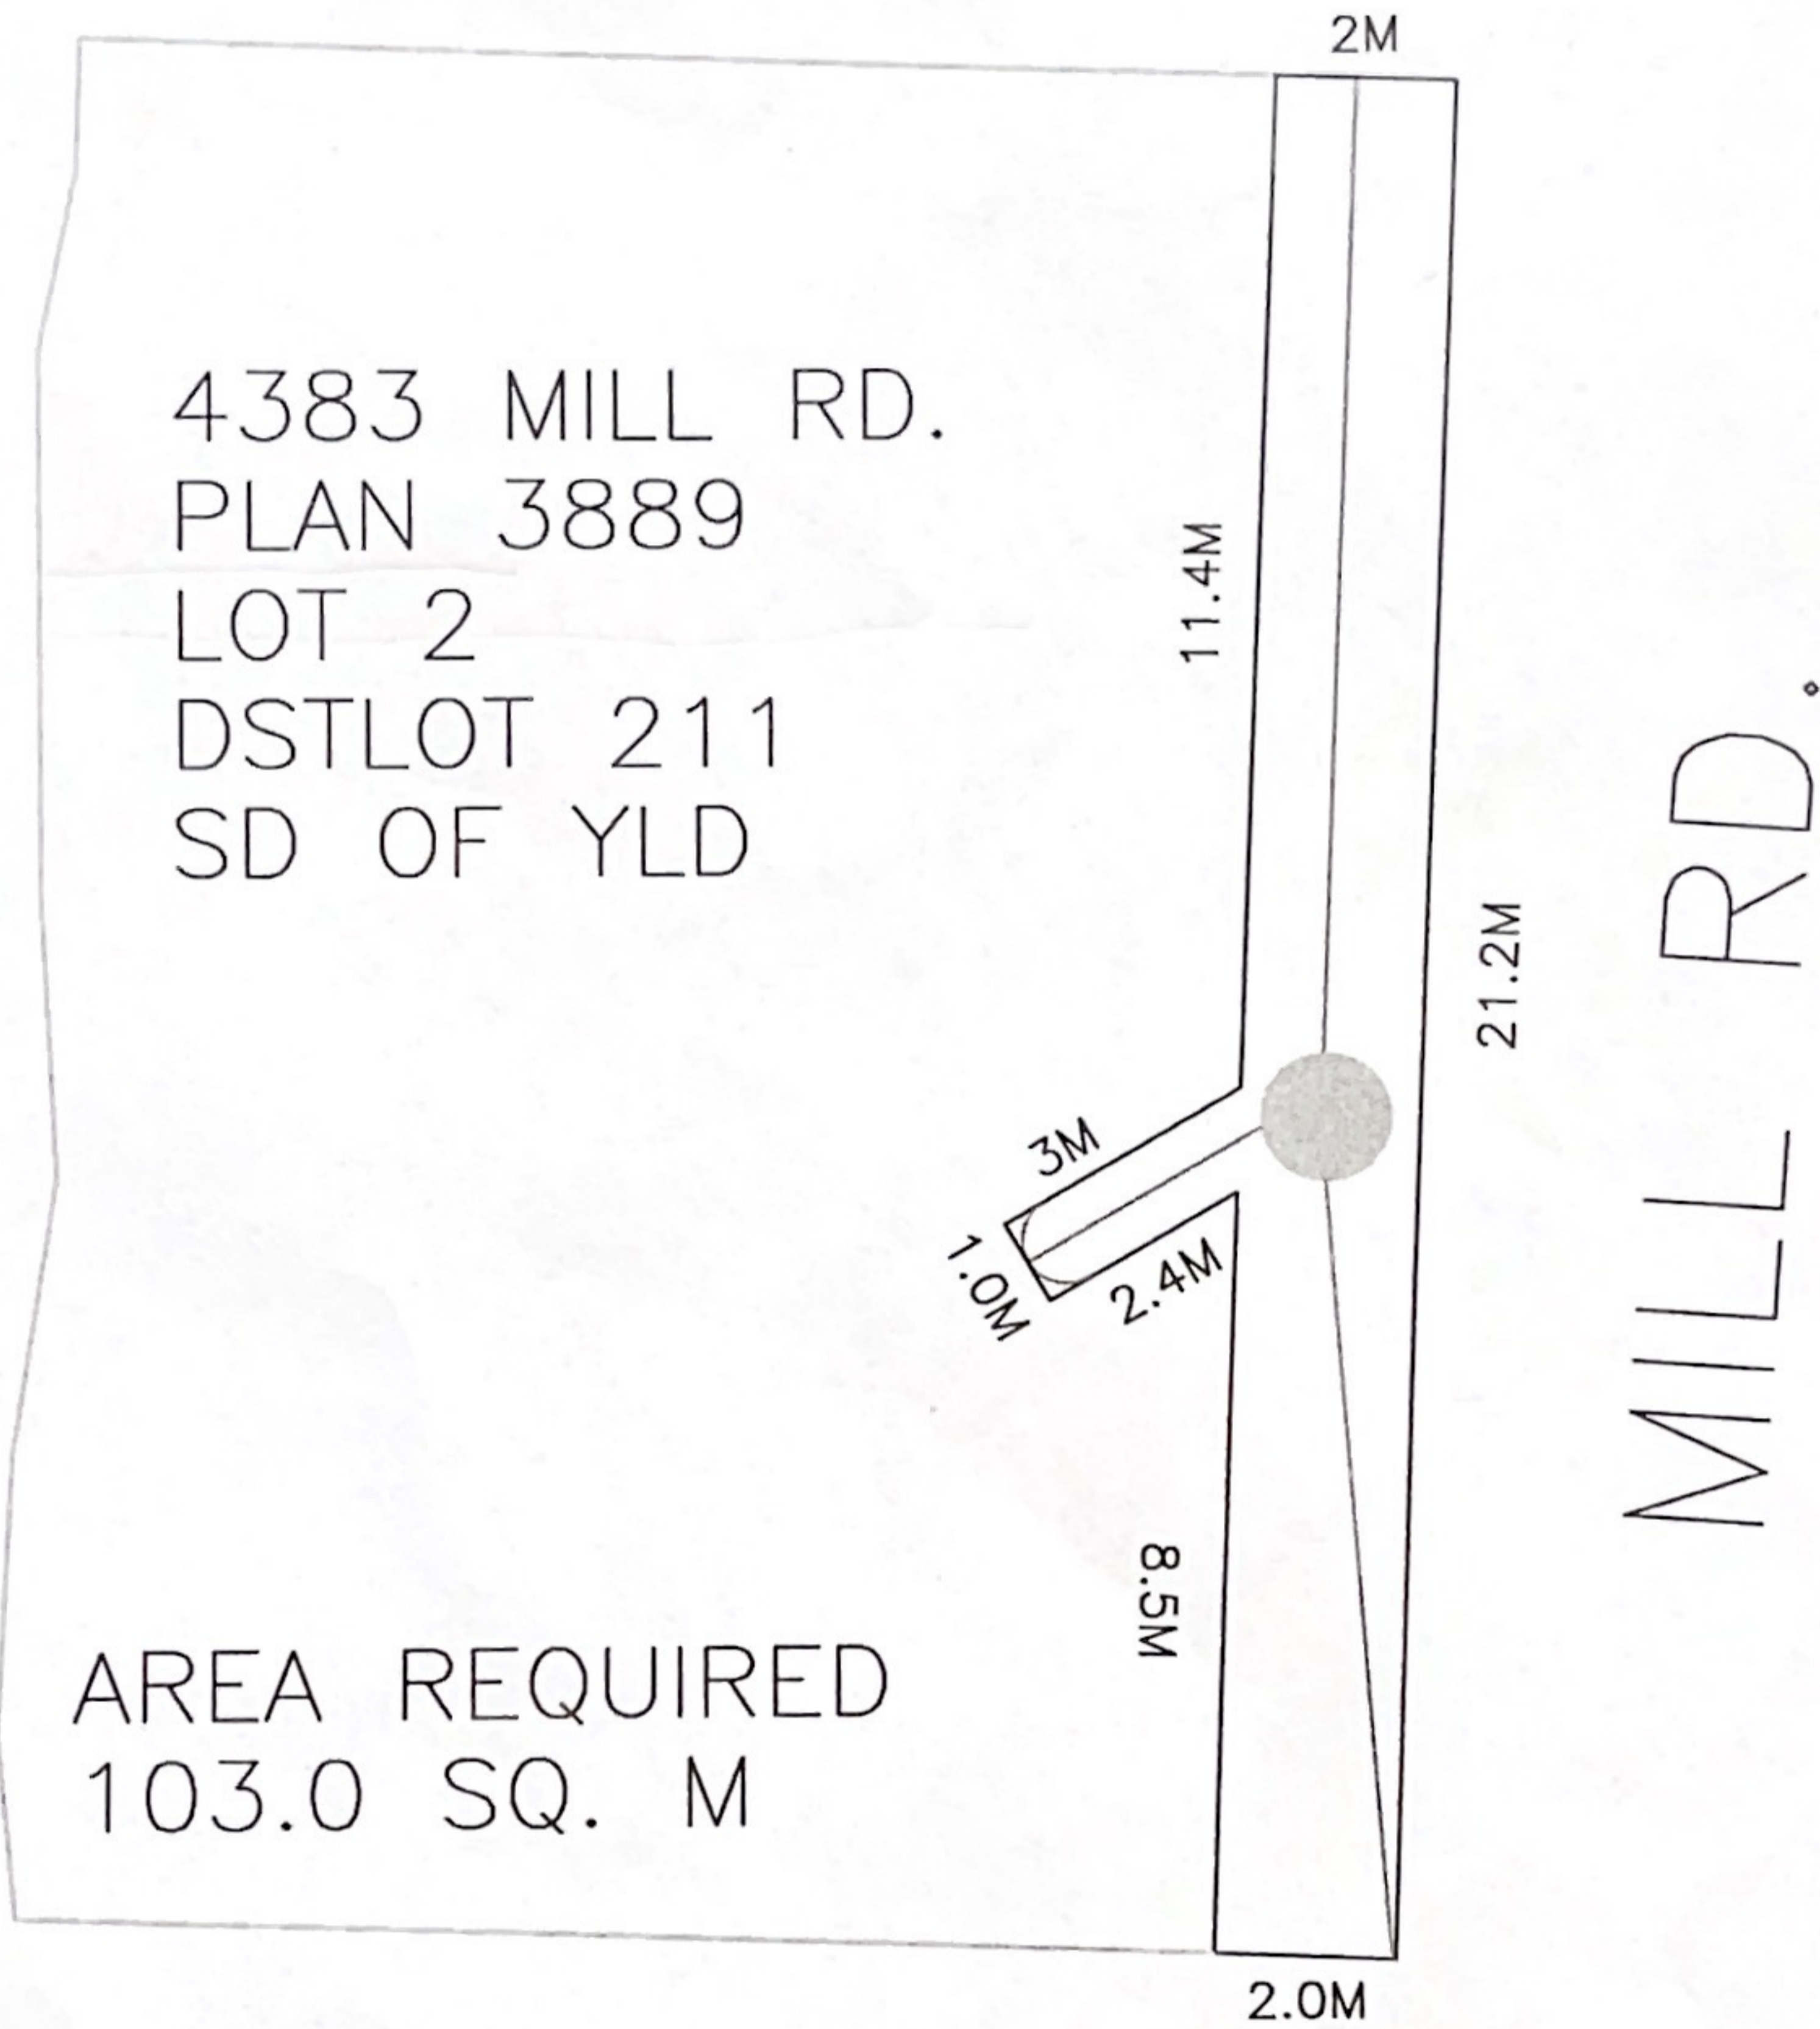 2M
4383 MILL RD.
PLAN 3889
LOT 2
DSTLOT 211
SD OF YLD
11.4M
21.2M
MILL RD.
3M
1.0M
2.4M
8.5M
AREA REQUIRED
103.0 SQ. M
2.0M